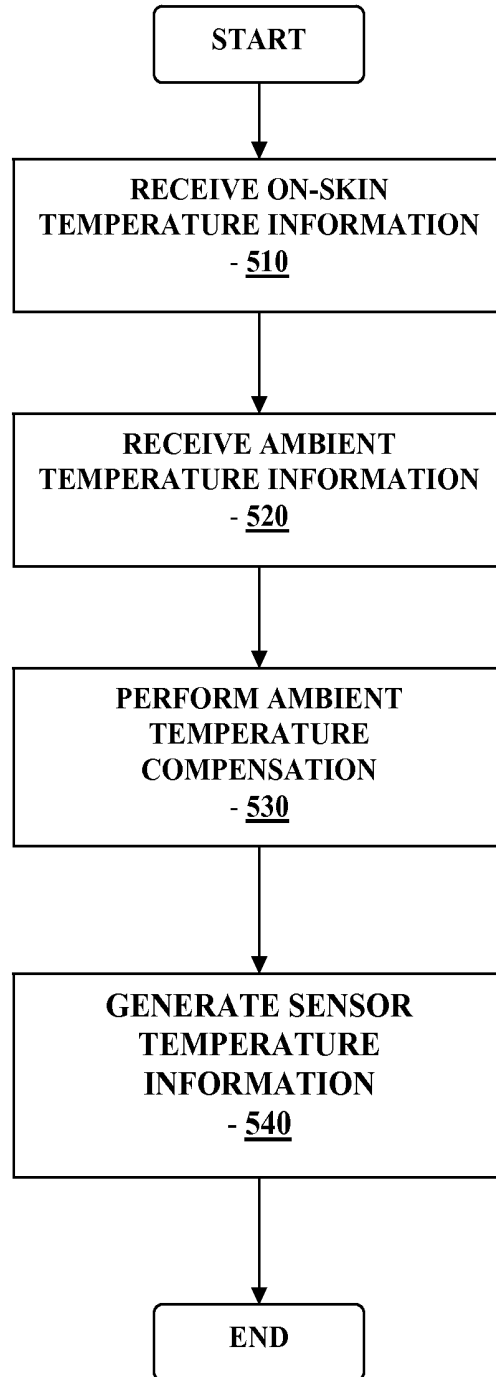 START
RECEIVE ON-SKIN
TEMPERATURE INFORMATION
- 510
RECEIVE AMBIENT
TEMPERATURE INFORMATION
- 520
PERFORM AMBIENT
TEMPERATURE
COMPENSATION
- 530
GENERATE SENSOR
TEMPERATURE
INFORMATION
- 540
END